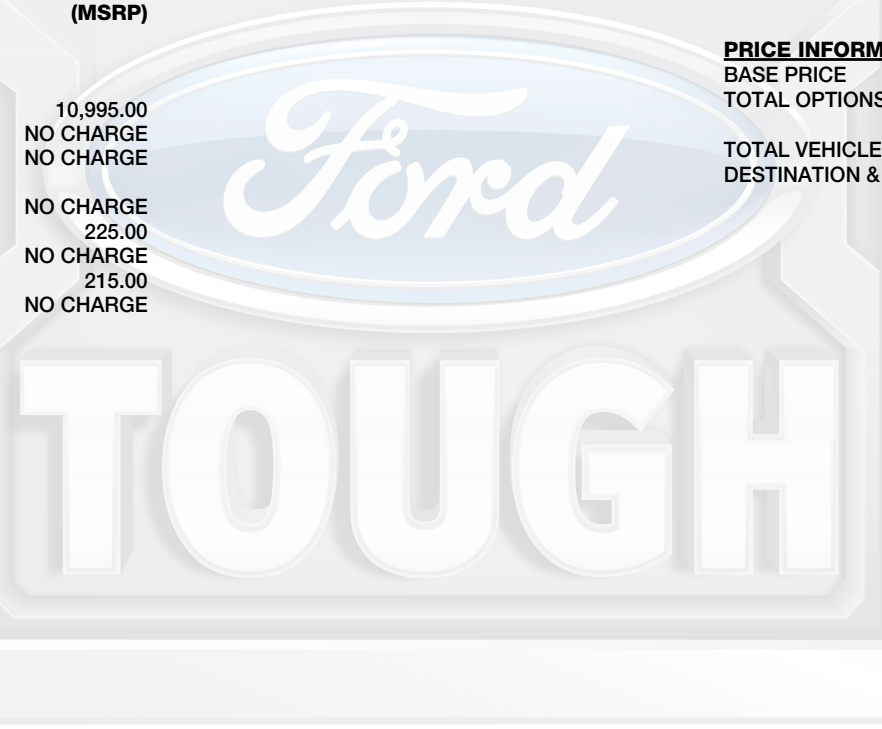 (MSRP)
10,995.00
NO CHARGE
NO CHARGE
NO CHARGE
225.00
NO CHARGE
215.00
NO CHARGE
PRICE INFORM
BASE PRICE
TOTAL OPTIONS
TOTAL VEHICLE
DESTINATION &
Ford
TOUGH